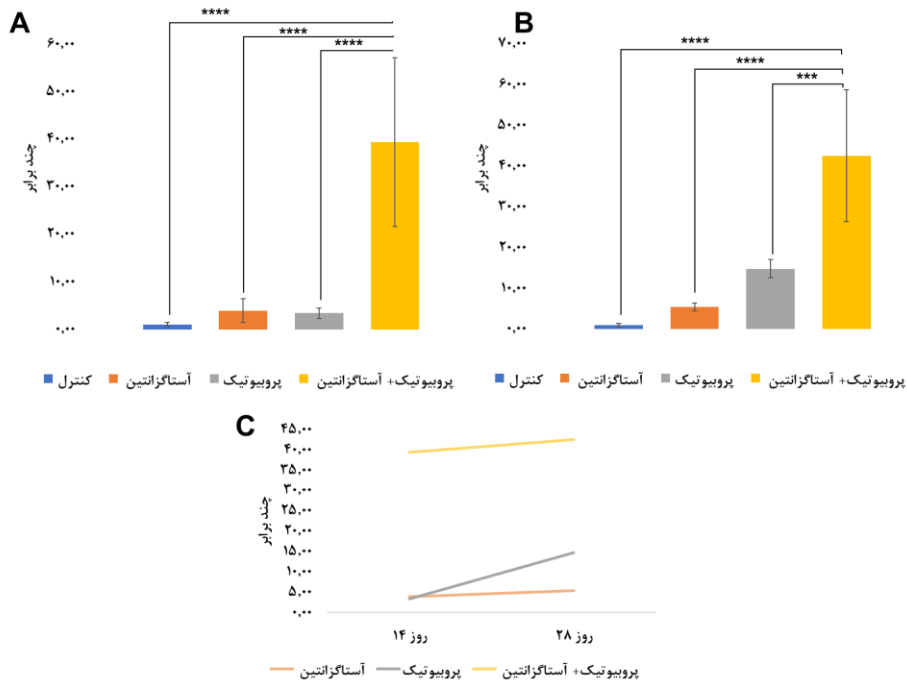 A
****
****
****
۶۰,۰۰
۵۰,۰۰
۴۰,۰۰
۳۰,۰۰
۲۰,۰۰
۱۰,۰۰
۰,۰۰
چند برابر
کنترل
آستاگزانتین
پروبیوتیک
پروبیوتیک+ آستاگزانتین
B
****
****
***
۷۰,۰۰
۶۰,۰۰
۵۰,۰۰
۴۰,۰۰
۳۰,۰۰
۲۰,۰۰
۱۰,۰۰
۰,۰۰
چند برابر
کنترل
آستاگزانتین
پروبیوتیک
پروبیوتیک+ آستاگزانتین
C
۴۵,۰۰
۴۰,۰۰
۳۵,۰۰
۳۰,۰۰
۲۵,۰۰
۲۰,۰۰
۱۵,۰۰
۱۰,۰۰
۵,۰۰
۰,۰۰
چند برابر
روز ۱۴
روز ۲۸
آستاگزانتین
پروبیوتیک
پروبیوتیک+ آستاگزانتین